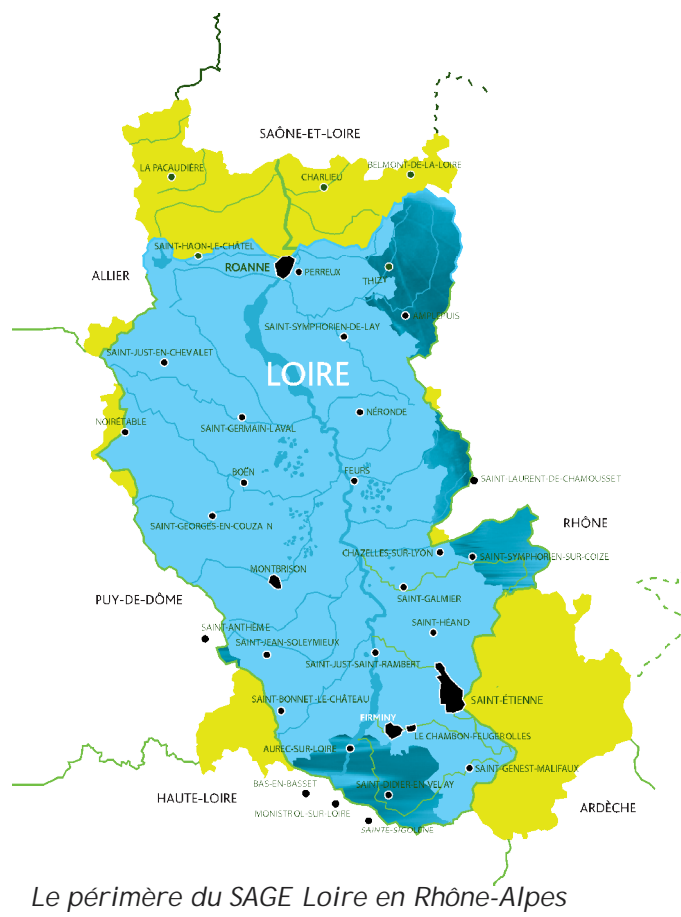 SAÔNE-ET-LOIRE
LA PACAUDIÈRE
BELMONT-DE-LA-LOIRE
CHARLIEU
SAINT-HAON-LE-CHÂTEL
ROANNE
PERREUX
ALLIER
THIZY
AMPLEPUIS
SAINT-SYMPHORIEN-DE-LAY
SAINT-JUST-EN-CHEVALET
LOIRE
NÉRONDE
NOIRÉTABLE
SAINT-GERMAIN-LAVAL
BOËN
FEURS
SAINT-LAURENT-DE-CHAMOUSSET
SAINT-GEORGES-EN-COUZA N
RHÔNE
CHAZELLES-SUR-LYON
SAINT-SYMPHORIEN-SUR-COIZE
MONTBRISON
SAINT-GALMIER
PUY-DE-DÔME
SAINT-ANTHÈME
SAINT-HÉAND
SAINT-JEAN-SOLEYMIEUX
SAINT-JUST-SAINT-RAMBERT
SAINT-BONNET-LE-CHÂTEAU
SAINT-ÉTIENNE
FIRMINY
LE CHAMBON-FEUGEROLLES
AUREC-SUR-LOIRE
SAINT-GENEST-MALIFAUX
BAS-EN-BASSET
SAINT-DIDIER-EN-VELAY
HAUTE-LOIRE
MONISTROL-SUR-LOIRE
ARDÈCHE
SAINTE-SIGOLÈNE
Le périmère du SAGE Loire en Rhône-Alpes